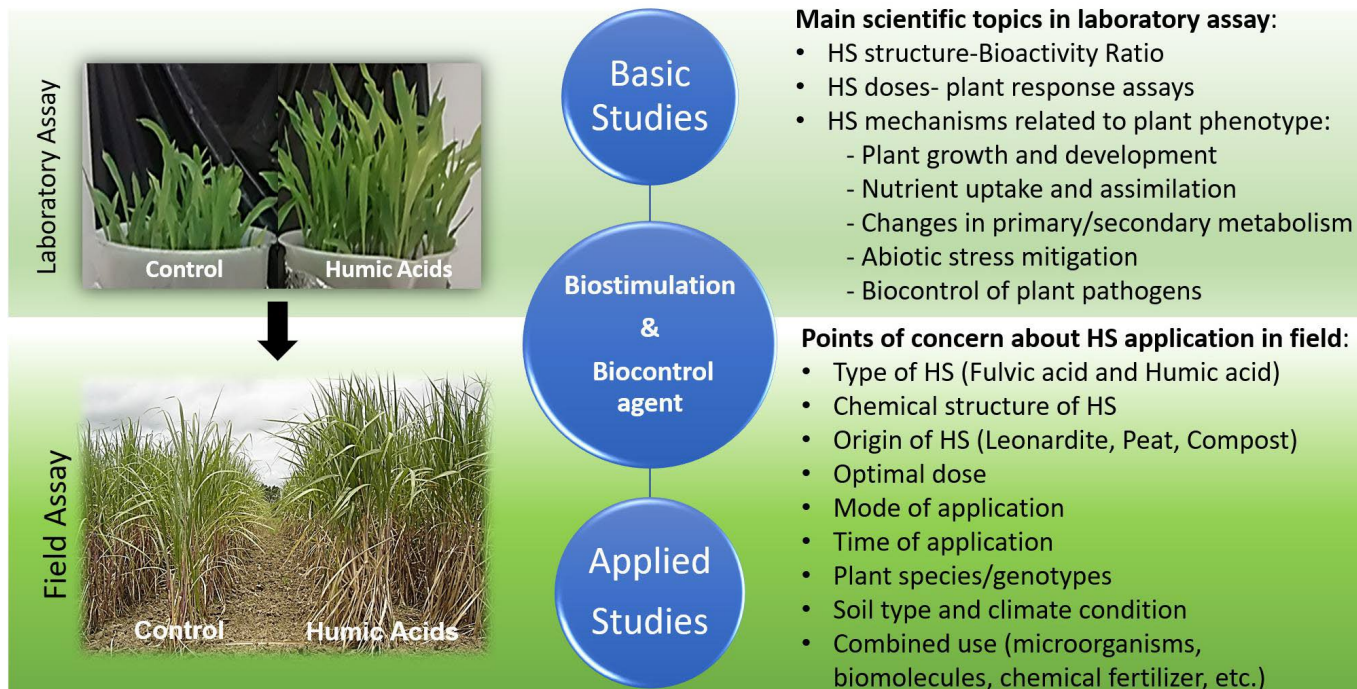 Laboratory Assay
Control
Humic Acids
Field Assay
Control
Humic Acids
Basic
Studies
Biostimulation
&
Biocontrol
agent
Applied
Studies
Main scientific topics in laboratory assay:
• HS structure-Bioactivity Ratio
• HS doses- plant response assays
• HS mechanisms related to plant phenotype:
- Plant growth and development
- Nutrient uptake and assimilation
- Changes in primary/secondary metabolism
- Abiotic stress mitigation
- Biocontrol of plant pathogens
Points of concern about HS application in field:
• Type of HS (Fulvic acid and Humic acid)
• Chemical structure of HS
• Origin of HS (Leonardite, Peat, Compost)
• Optimal dose
• Mode of application
• Time of application
• Plant species/genotypes
• Soil type and climate condition
• Combined use (microorganisms,
biomolecules, chemical fertilizer, etc.)